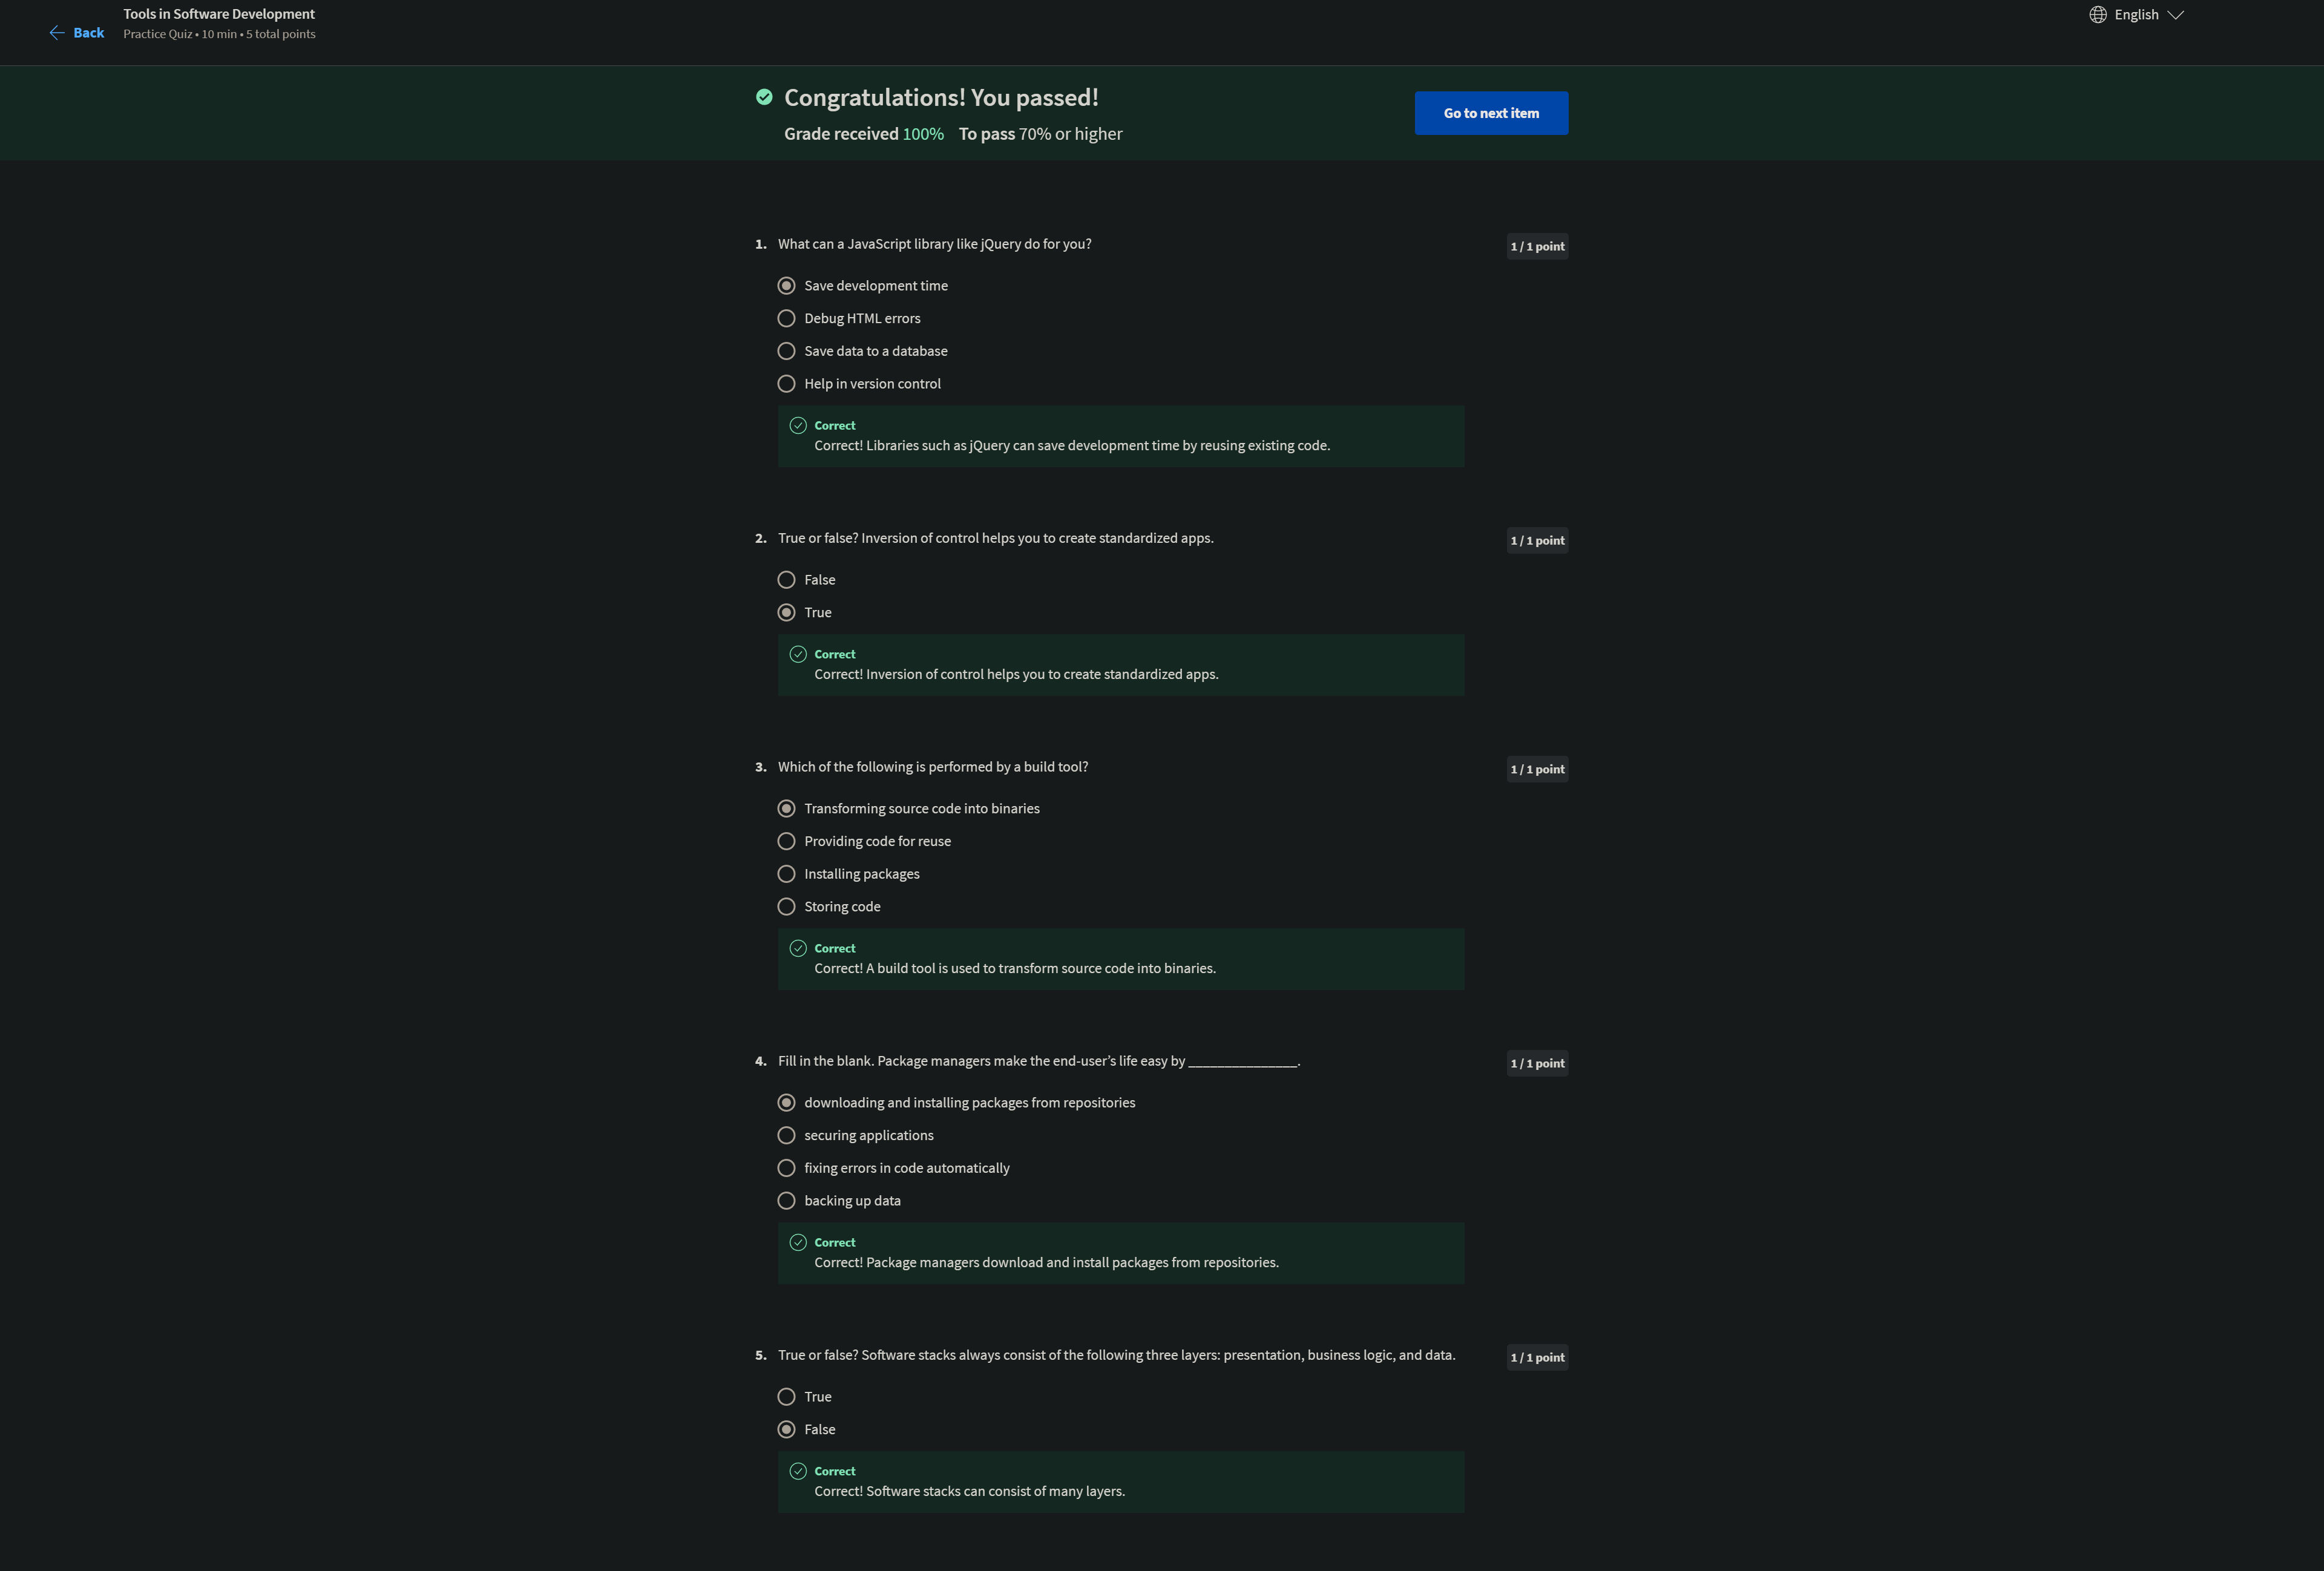 Back
Tools in Software Development
Practice Quiz • 10 min • 5 total points
English
Congratulations! You passed!
Grade received 100% To pass 70% or higher
Go to next item
1. What can a JavaScript library like jQuery do for you?
1 / 1 point
Save development time
Debug HTML errors
Save data to a database
Help in version control
Correct
Correct! Libraries such as jQuery can save development time by reusing existing code.
2. True or false? Inversion of control helps you to create standardized apps.
1 / 1 point
False
True
Correct
Correct! Inversion of control helps you to create standardized apps.
3. Which of the following is performed by a build tool?
1 / 1 point
Transforming source code into binaries
Providing code for reuse
Installing packages
Storing code
Correct
Correct! A build tool is used to transform source code into binaries.
4. Fill in the blank. Package managers make the end-user’s life easy by _______________.
1 / 1 point
downloading and installing packages from repositories
securing applications
fixing errors in code automatically
backing up data
Correct
Correct! Package managers download and install packages from repositories.
5. True or false? Software stacks always consist of the following three layers: presentation, business logic, and data.
1 / 1 point
True
False
Correct
Correct! Software stacks can consist of many layers.